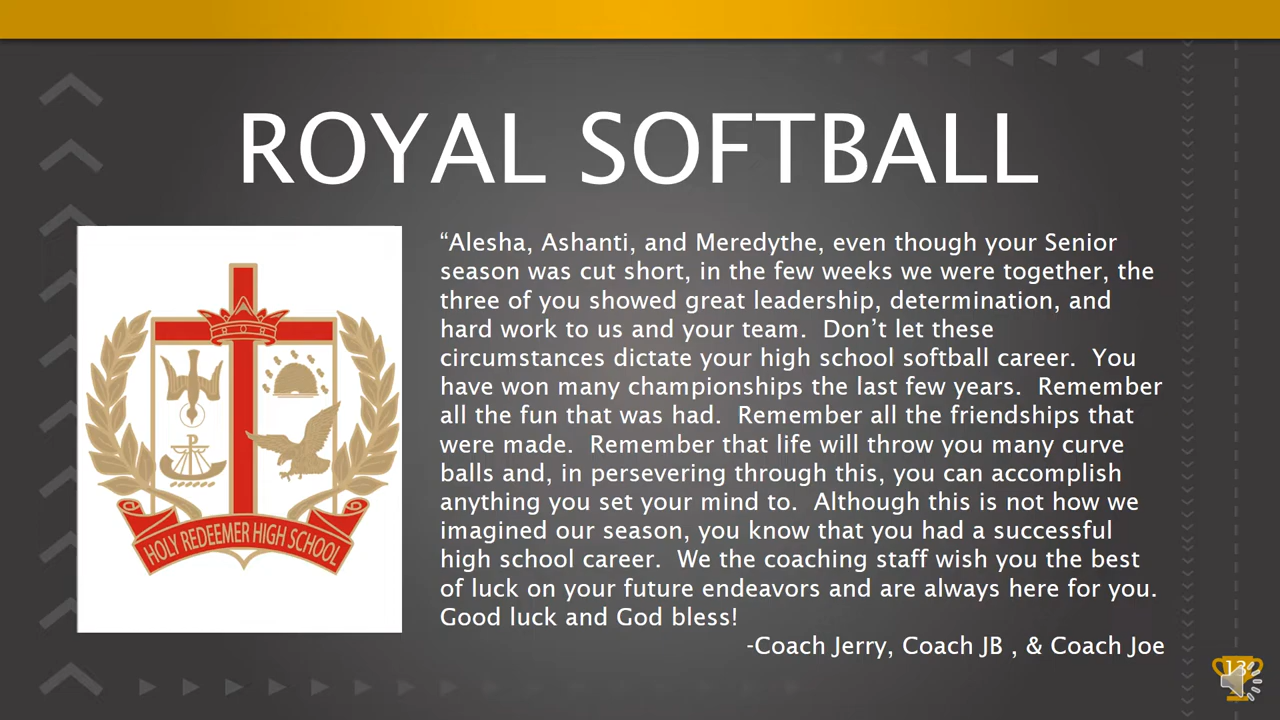 ROYAL SOFTBALL
“Alesha, Ashanti, and Meredythe, even though your Senior
season was cut short, in the few weeks we were together, the
three of you showed great leadership, determination, and
hard work to us and your team.  Don’t let these
circumstances dictate your high school softball career.  You
have won many championships the last few years.  Remember
all the fun that was had.  Remember all the friendships that
were made.  Remember that life will throw you many curve
balls and, in persevering through this, you can accomplish
anything you set your mind to.  Although this is not how we
imagined our season, you know that you had a successful
high school career.  We the coaching staff wish you the best
of luck on your future endeavors and are always here for you.
Good luck and God bless!
-Coach Jerry, Coach JB , & Coach Joe
HOLY REDEEMER HIGH SCHOOL